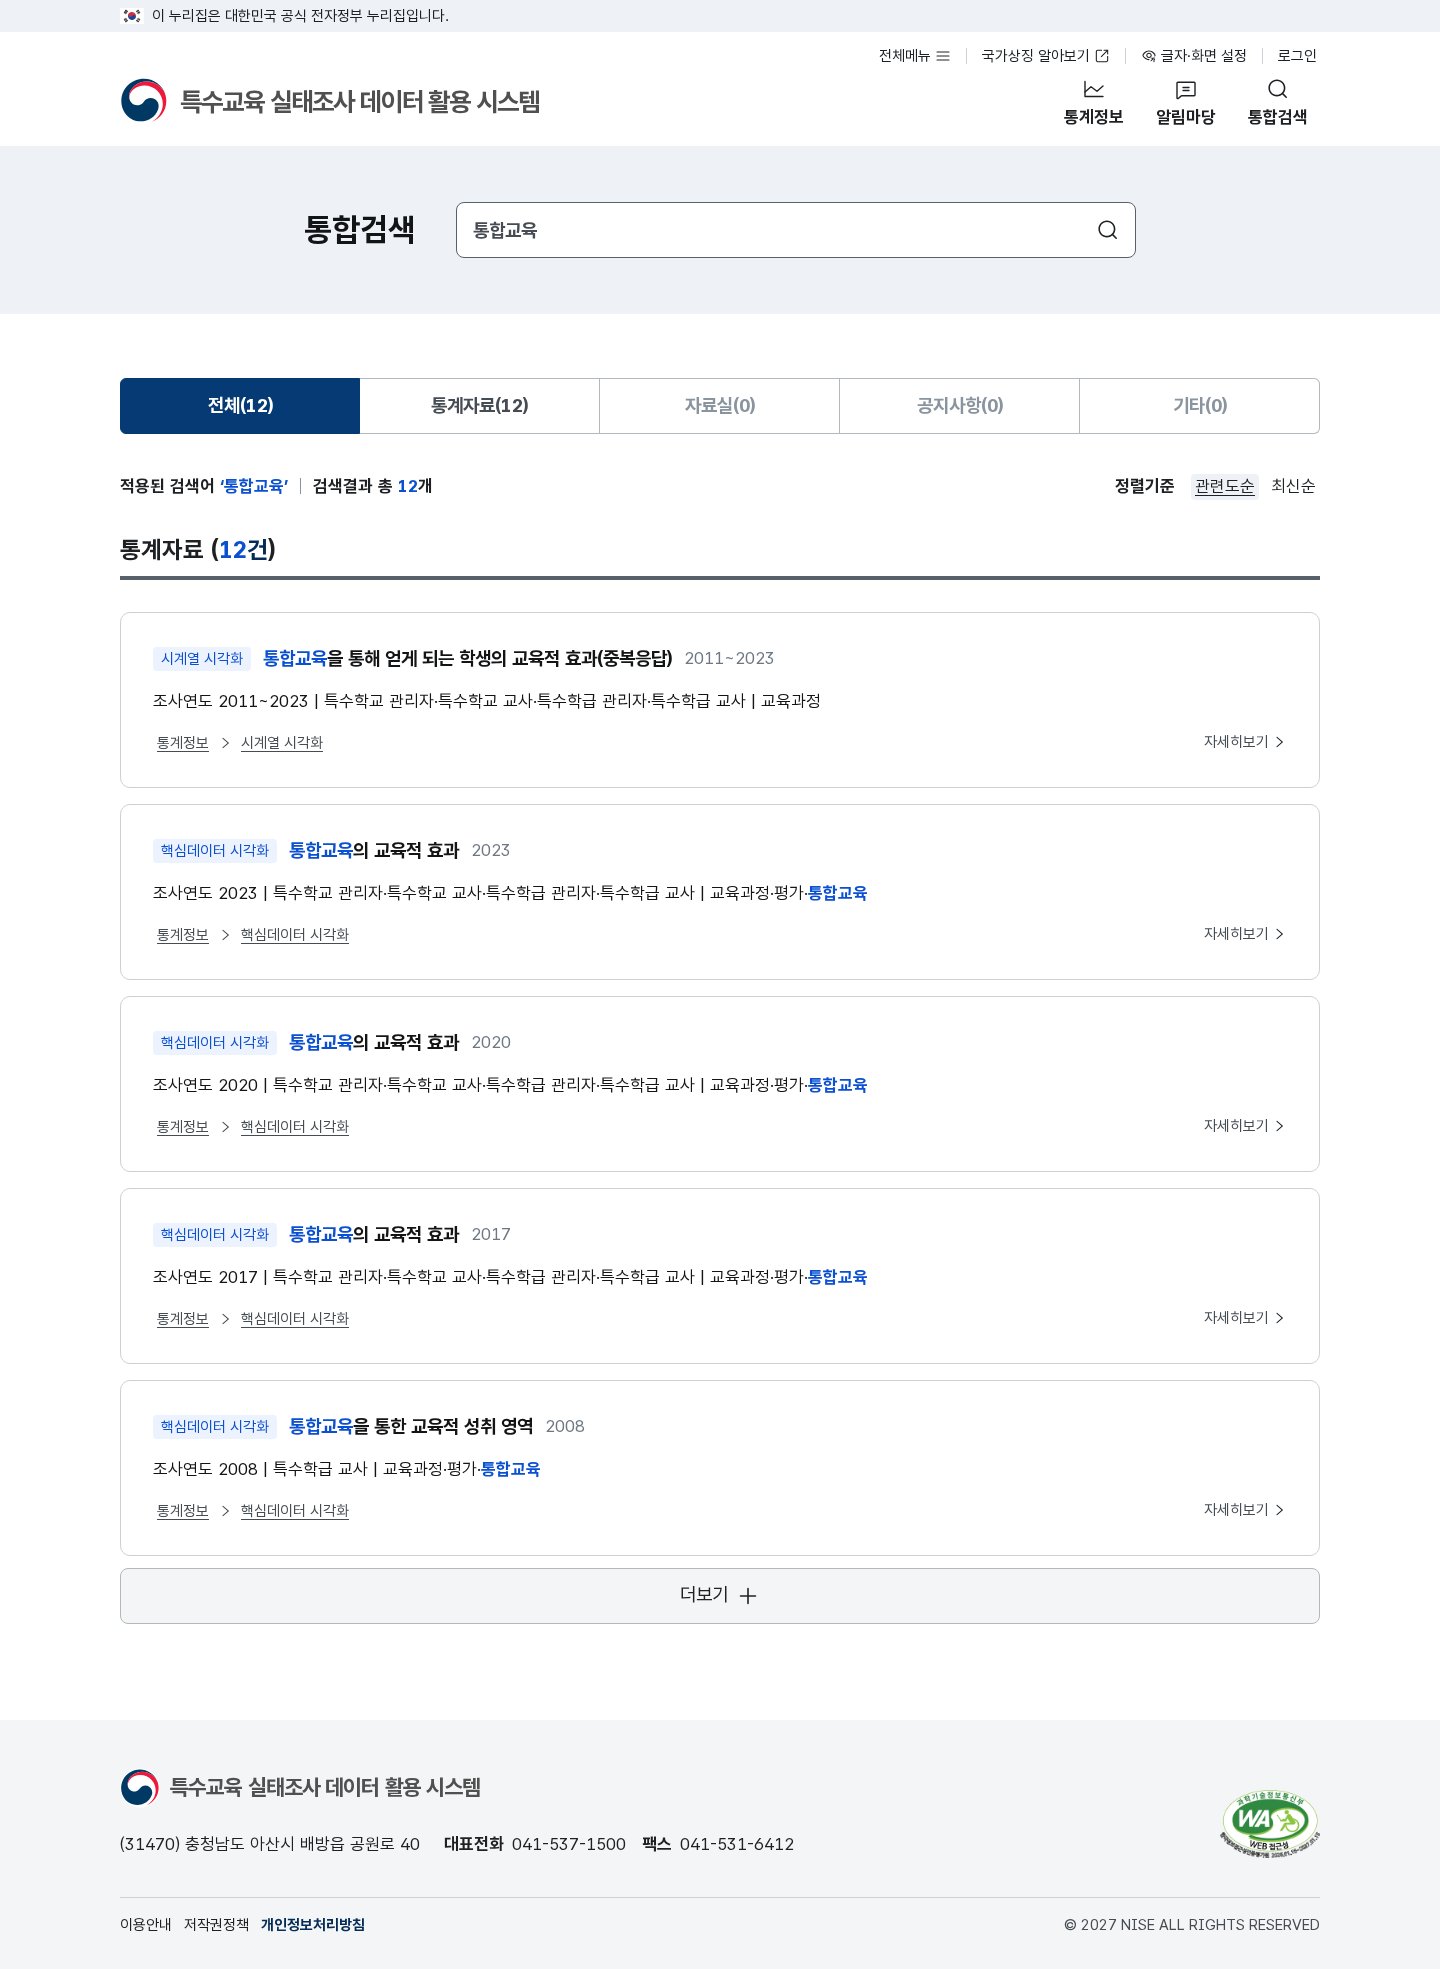 이 누리집은 대한민국 공식 전자정부 누리집입니다.
전체메뉴 국가상징 알아보기 글자·화면 설정 로그인
특수교육 실태조사 데이터 활용 시스템
통계정보 알림마당 통합검색
통합검색 통합교육
전체(12) 통계자료(12) 자료실(0) 공지사항(0) 기타(0)
적용된 검색어 ‘통합교육’ 검색결과 총 12개 정렬기준 관련도순 최신순
통계자료 (12건)
시계열 시각화 통합교육을 통해 얻게 되는 학생의 교육적 효과(중복응답) 2011~2023
조사연도 2011~2023 | 특수학교 관리자·특수학교 교사·특수학급 관리자·특수학급 교사 | 교육과정
통계정보 > 시계열 시각화 자세히보기 >
핵심데이터 시각화 통합교육의 교육적 효과 2023
조사연도 2023 | 특수학교 관리자·특수학교 교사·특수학급 관리자·특수학급 교사 | 교육과정·평가·통합교육
통계정보 > 핵심데이터 시각화 자세히보기 >
핵심데이터 시각화 통합교육의 교육적 효과 2020
조사연도 2020 | 특수학교 관리자·특수학교 교사·특수학급 관리자·특수학급 교사 | 교육과정·평가·통합교육
통계정보 > 핵심데이터 시각화 자세히보기 >
핵심데이터 시각화 통합교육의 교육적 효과 2017
조사연도 2017 | 특수학교 관리자·특수학교 교사·특수학급 관리자·특수학급 교사 | 교육과정·평가·통합교육
통계정보 > 핵심데이터 시각화 자세히보기 >
핵심데이터 시각화 통합교육을 통한 교육적 성취 영역 2008
조사연도 2008 | 특수학급 교사 | 교육과정·평가·통합교육
통계정보 > 핵심데이터 시각화 자세히보기 >
더보기 +
특수교육 실태조사 데이터 활용 시스템
과학기술정보통신부
WA
WEB 접근성
(31470) 충청남도 아산시 배방읍 공원로 40 대표전화 041-537-1500 팩스 041-531-6412
이용안내 저작권정책 개인정보처리방침 © 2027 NISE ALL RIGHTS RESERVED